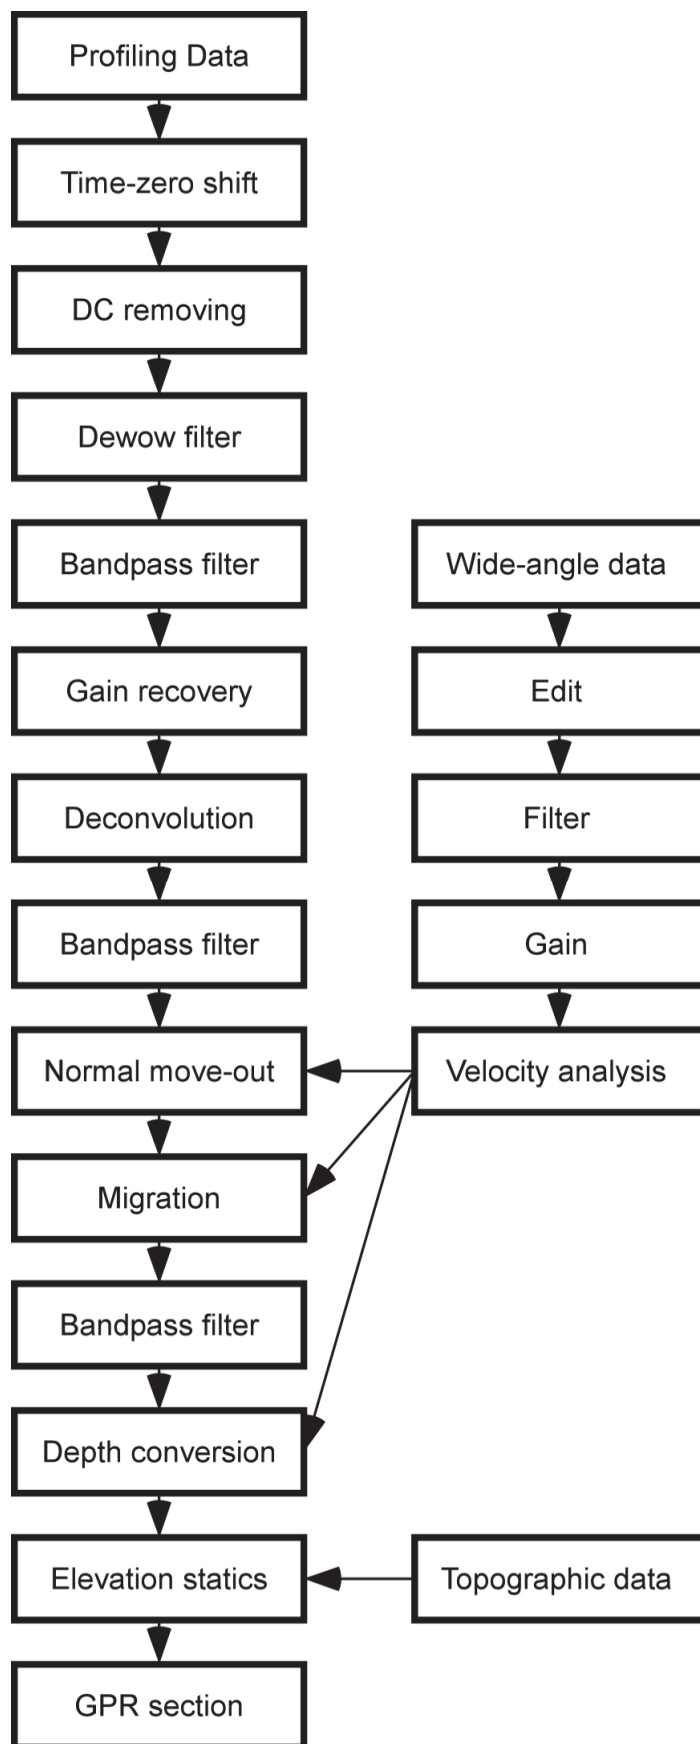 Profiling Data
Time-zero shift
DC removing
Dewow filter
Bandpass filter
Gain recovery
Deconvolution
Bandpass filter
Normal move-out
Migration
Bandpass filter
Depth conversion
Elevation statics
GPR section
Wide-angle data
Edit
Filter
Gain
Velocity analysis
Topographic data